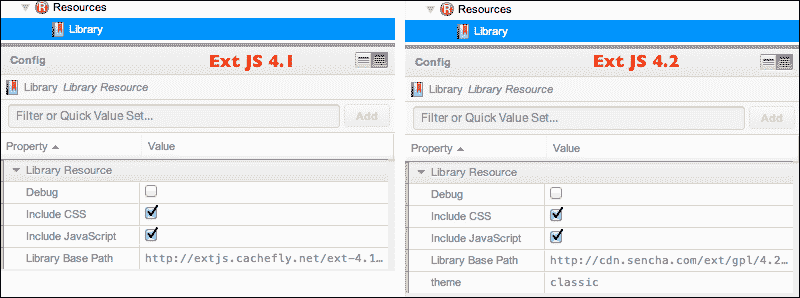 Resources
Library
Config
Ext JS 4.1
Library Library Resource
Filter or Quick Value Set...
Add
Property
Value
Library Resource
Debug
Include CSS
Include JavaScript
Library Base Path
http://extjs.cachefly.net/ext-4.1...
Resources
Library
Config
Ext JS 4.2
Library Library Resource
Filter or Quick Value Set...
Add
Property
Value
Library Resource
Debug
Include CSS
Include JavaScript
Library Base Path
http://cdn.sencha.com/ext/gpl/4.2...
theme
classic